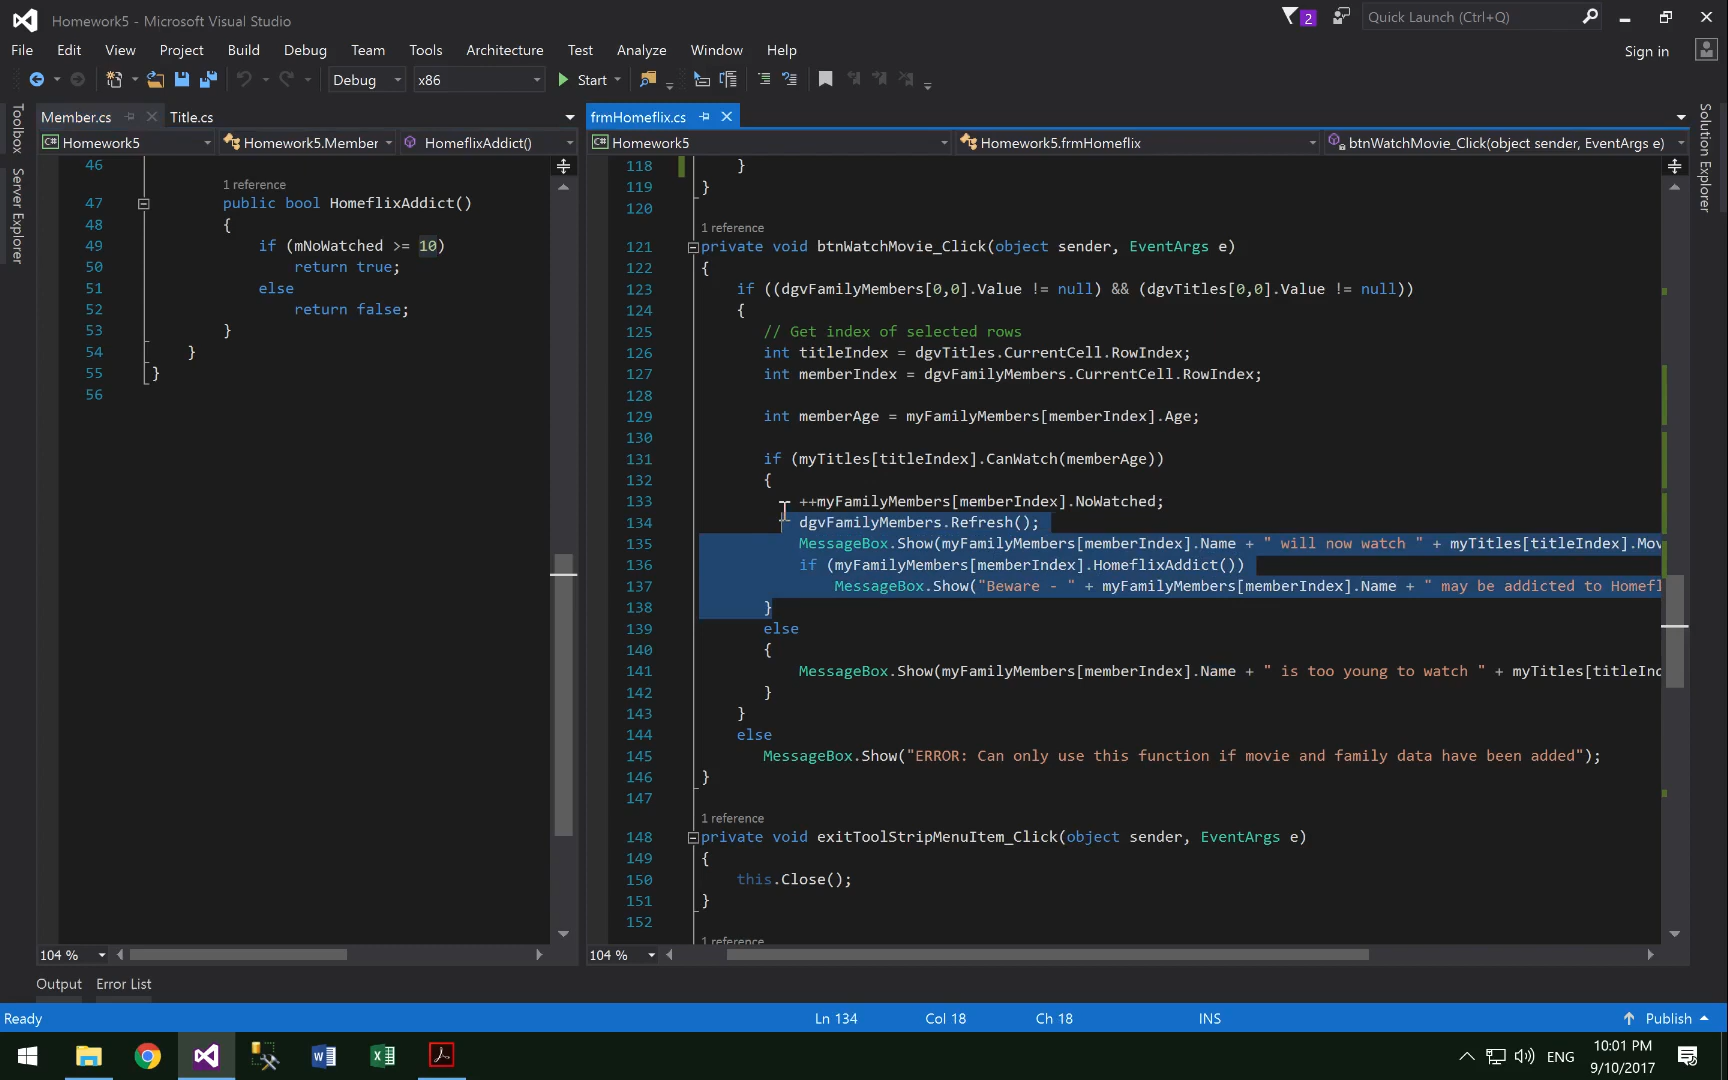 Homework5 - Microsoft Visual Studio
2
Quick Launch (Ctrl+Q)
File Edit View Project Build Debug Team Tools Architecture Test Analyze Window Help
Sign in
Debug x86 Start
Toolbox
Server Explorer
Member.cs Title.cs
Homework5 Homework5.Member HomeflixAddict()
46
1 reference
47 public bool HomeflixAddict()
48 {
49 if (mNoWatched >= 10)
50 return true;
51 else
52 return false;
53 }
54 }
55 }
56
104 %
frmHomeflix.cs
Homework5 Homework5.frmHomeflix btnWatchMovie_Click(object sender, EventArgs e)
118 }
119 }
120
1 reference
121 private void btnWatchMovie_Click(object sender, EventArgs e)
122 {
123 if ((dgvFamilyMembers[0,0].Value != null) && (dgvTitles[0,0].Value != null))
124 {
125 // Get index of selected rows
126 int titleIndex = dgvTitles.CurrentCell.RowIndex;
127 int memberIndex = dgvFamilyMembers.CurrentCell.RowIndex;
128
129 int memberAge = myFamilyMembers[memberIndex].Age;
130
131 if (myTitles[titleIndex].CanWatch(memberAge))
132 {
133 ++myFamilyMembers[memberIndex].NoWatched;
134 dgvFamilyMembers.Refresh();
135 MessageBox.Show(myFamilyMembers[memberIndex].Name + " will now watch " + myTitles[titleIndex].Mov
136 if (myFamilyMembers[memberIndex].HomeflixAddict())
137 MessageBox.Show("Beware - " + myFamilyMembers[memberIndex].Name + " may be addicted to Homefl
138 }
139 else
140 {
141 MessageBox.Show(myFamilyMembers[memberIndex].Name + " is too young to watch " + myTitles[titleInd
142 }
143 }
144 else
145 MessageBox.Show("ERROR: Can only use this function if movie and family data have been added");
146 }
147
1 reference
148 private void exitToolStripMenuItem_Click(object sender, EventArgs e)
149 {
150 this.Close();
151 }
152
1 reference
104 %
Solution Explorer
Output Error List
Ready Ln 134 Col 18 Ch 18 INS Publish
ENG
10:01 PM
9/10/2017